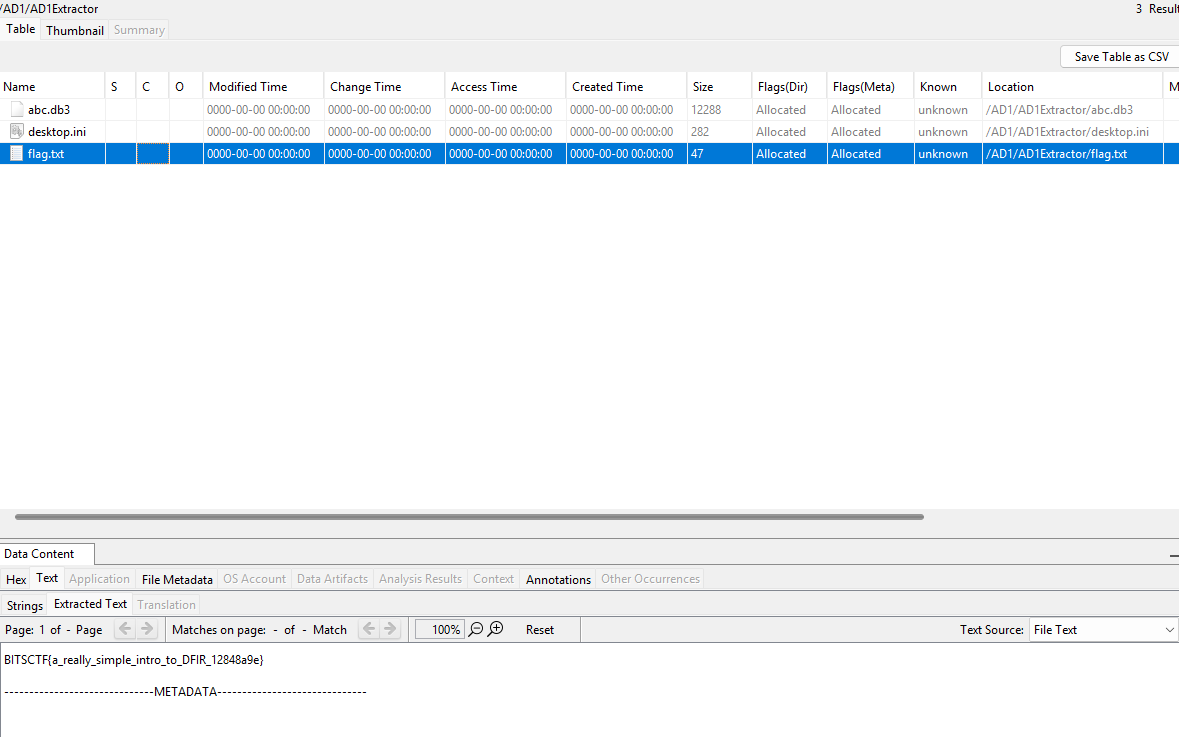 /AD1/AD1Extractor 3 Result
Table Thumbnail Summary
Save Table as CSV
Name S C O Modified Time Change Time Access Time Created Time Size Flags(Dir) Flags(Meta) Known Location M
abc.db3 0000-00-00 00:00:00 0000-00-00 00:00:00 0000-00-00 00:00:00 0000-00-00 00:00:00 12288 Allocated Allocated unknown /AD1/AD1Extractor/abc.db3
desktop.ini 0000-00-00 00:00:00 0000-00-00 00:00:00 0000-00-00 00:00:00 0000-00-00 00:00:00 282 Allocated Allocated unknown /AD1/AD1Extractor/desktop.ini
flag.txt 0000-00-00 00:00:00 0000-00-00 00:00:00 0000-00-00 00:00:00 0000-00-00 00:00:00 47 Allocated Allocated unknown /AD1/AD1Extractor/flag.txt
Data Content
Hex Text Application File Metadata OS Account Data Artifacts Analysis Results Context Annotations Other Occurrences
Strings Extracted Text Translation
Page: 1 of - Page Matches on page: - of - Match 100% Reset Text Source: File Text
BITSCTF{a_really_simple_intro_to_DFIR_12848a9e}
------------------------------METADATA------------------------------